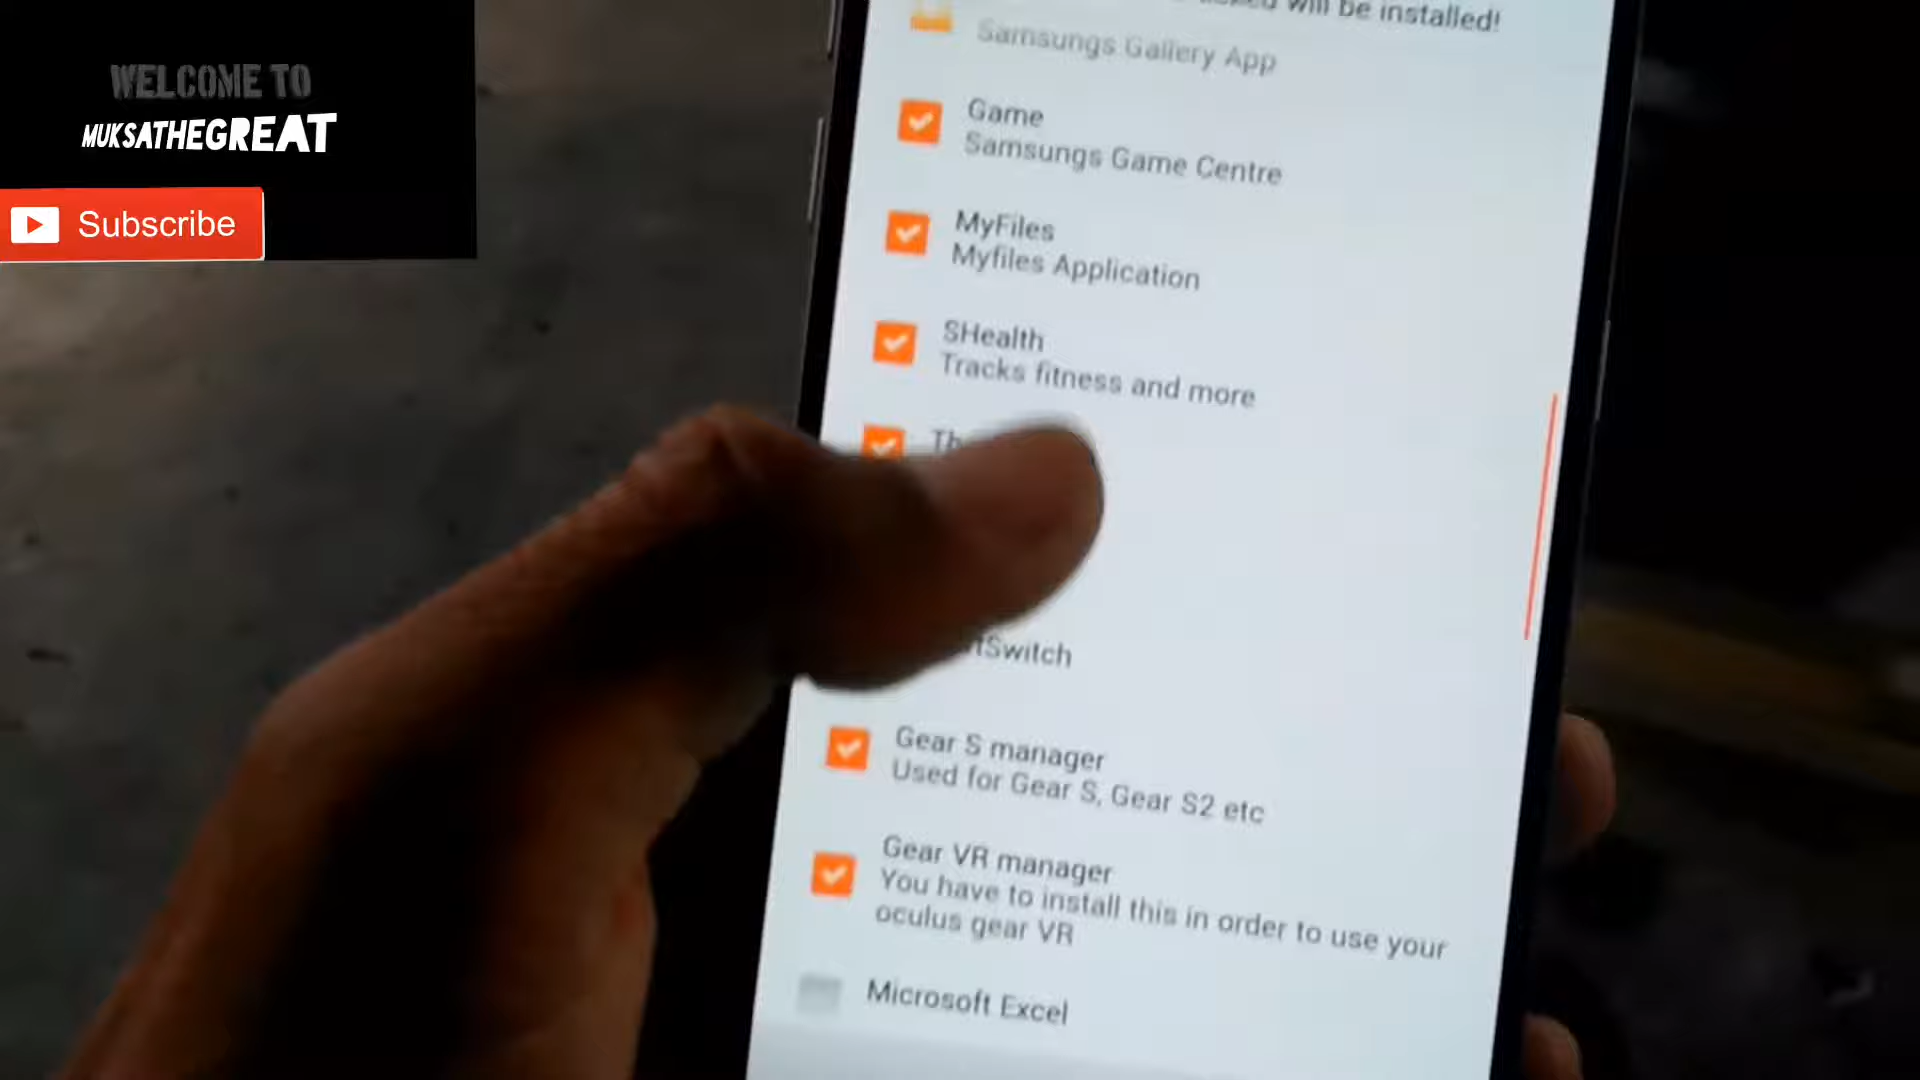 WELCOME TO
MUKSATHEGREAT
Subscribe
will be installed!
Samsungs Gallery App
Game
Samsungs Game Centre
MyFiles
Myfiles Application
SHealth
Tracks fitness and more
Gear S manager
Used for Gear S, Gear S2 etc
Gear VR manager
You have to install this in order to use your
oculus gear VR
Microsoft Excel